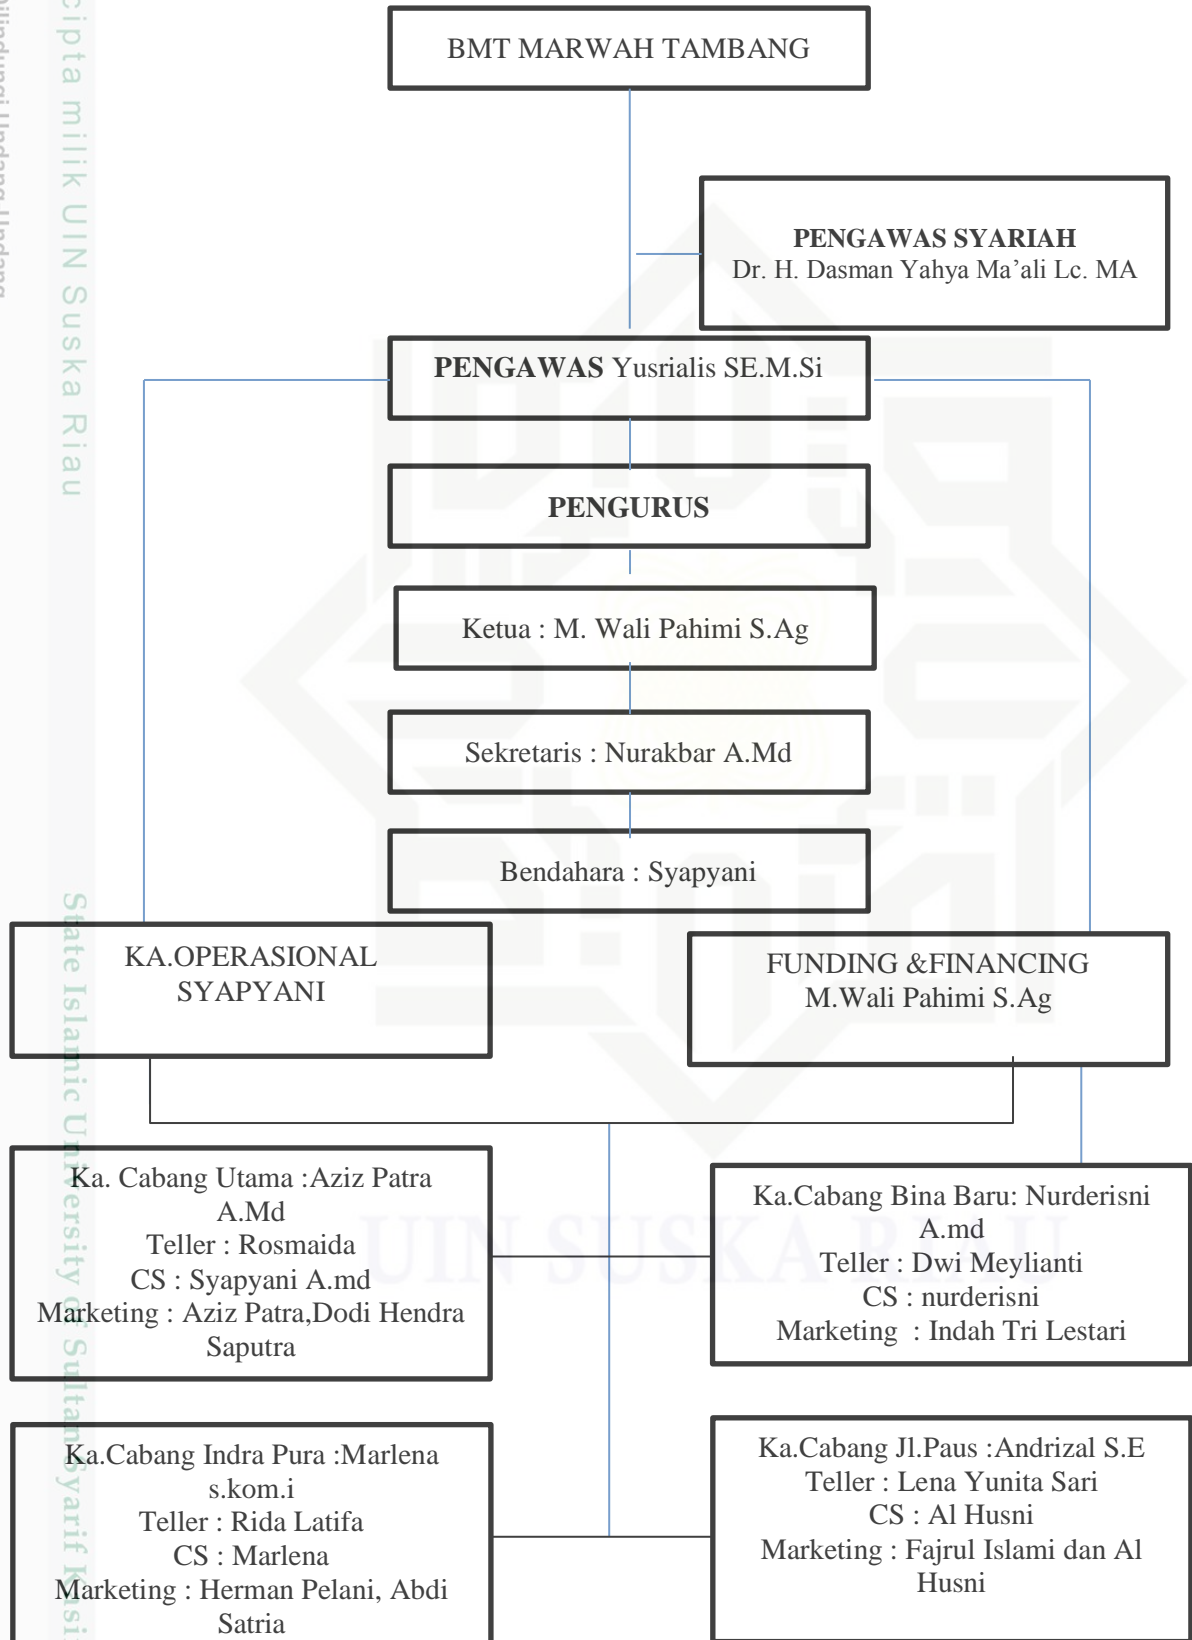 BMT MARWAH TAMBANG
PENGAWAS SYARIAH
Dr. H. Dasman Yahya Ma’ali Lc. MA
PENGAWAS Yusrialis SE.M.Si
PENGURUS
Ketua : M. Wali Pahimi S.Ag
Sekretaris : Nurakbar A.Md
Bendahara : Syapyani
KA.OPERASIONAL
SYAPYANI
FUNDING &FINANCING
M.Wali Pahimi S.Ag
Ka. Cabang Utama :Aziz Patra
A.Md
Teller : Rosmaida
CS : Syapyani A.md
Marketing : Aziz Patra,Dodi Hendra
Saputra
Ka.Cabang Bina Baru: Nurderisni
A.md
Teller : Dwi Meylianti
CS : nurderisni
Marketing  : Indah Tri Lestari
Ka.Cabang Indra Pura :Marlena
s.kom.i
Teller : Rida Latifa
CS : Marlena
Marketing : Herman Pelani, Abdi
Satria
Ka.Cabang Jl.Paus :Andrizal S.E
Teller : Lena Yunita Sari
CS : Al Husni
Marketing : Fajrul Islami dan Al
Husni
UIN SUSKA RIAU
cipta milik UIN Suska Riau
State Islamic University of Sultan Syarif